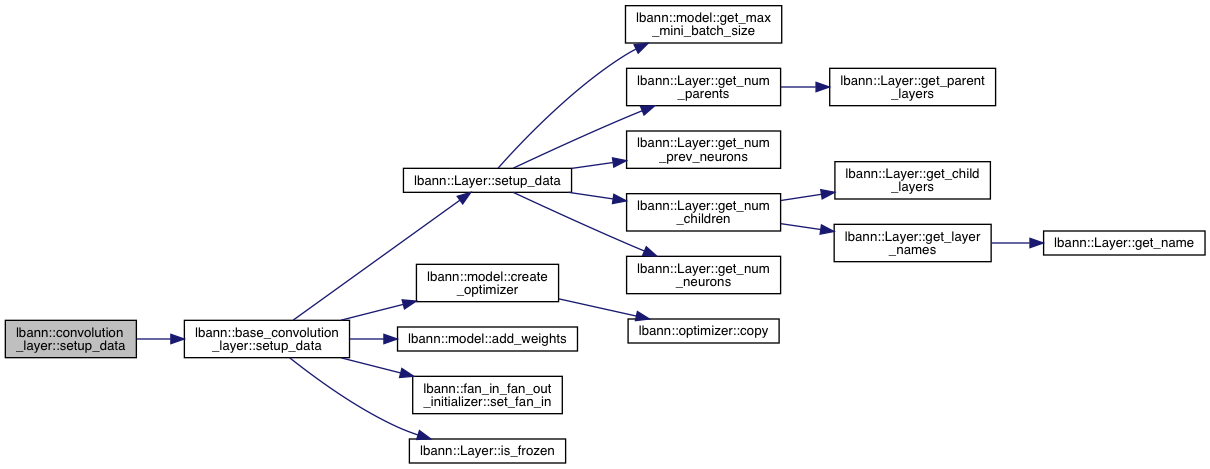 lbann::model::get_max
_mini_batch_size
lbann::Layer::get_num
_parents
lbann::Layer::get_parent
_layers
lbann::Layer::get_num
_prev_neurons
lbann::Layer::setup_data
lbann::Layer::get_num
_children
lbann::Layer::get_child
_layers
lbann::Layer::get_layer
_names
lbann::Layer::get_name
lbann::Layer::get_num
_neurons
lbann::model::create
_optimizer
lbann::optimizer::copy
lbann::convolution
_layer::setup_data
lbann::base_convolution
_layer::setup_data
lbann::model::add_weights
lbann::fan_in_fan_out
_initializer::set_fan_in
lbann::Layer::is_frozen